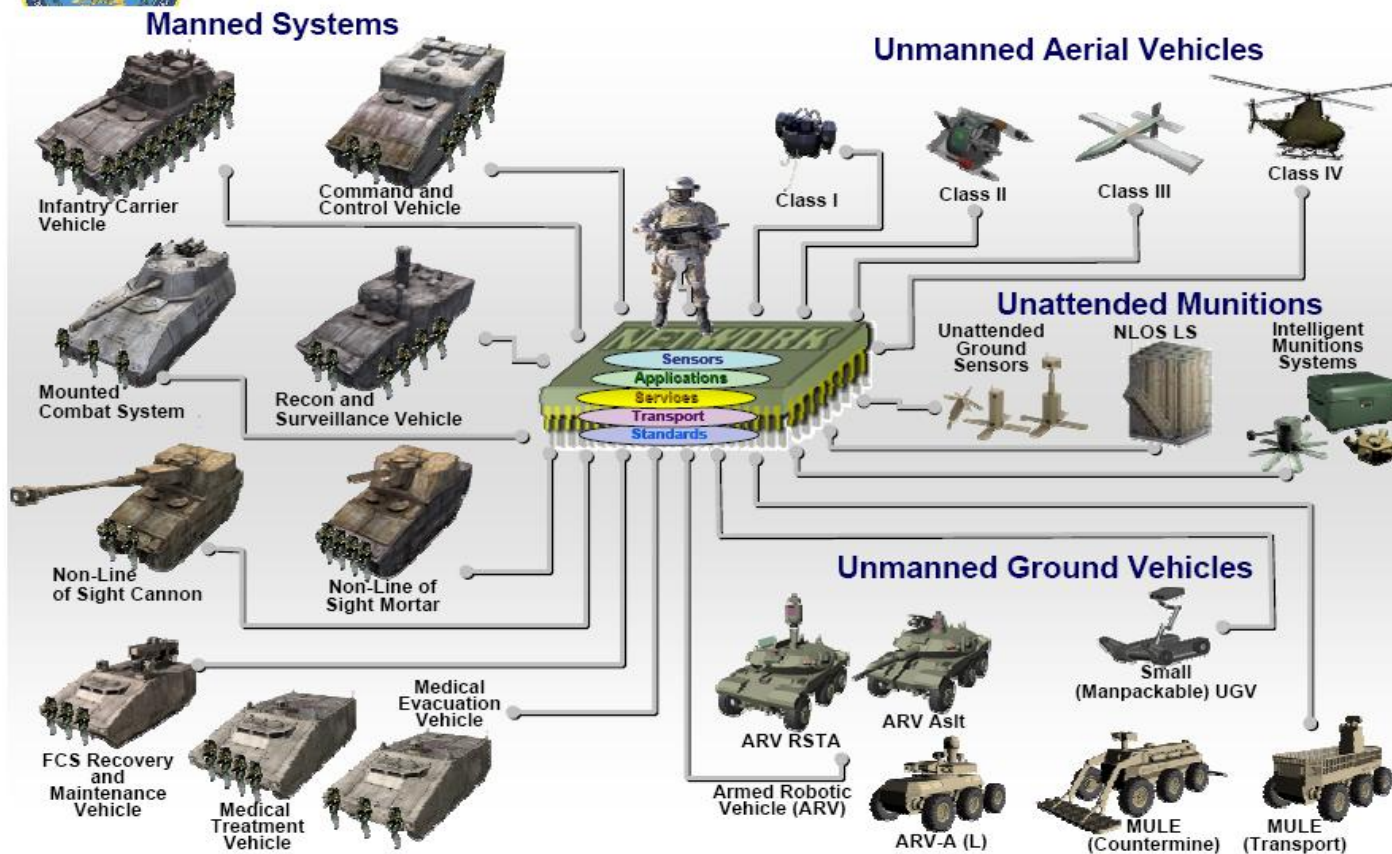 Manned Systems
Infantry Carrier
Vehicle
Command and
Control Vehicle
Mounted
Combat System
Recon and
Surveillance Vehicle
Non-Line
of Sight Cannon
Non-Line of
Sight Mortar
FCS Recovery
and
Maintenance
Vehicle
Medical
Treatment
Vehicle
Medical
Evacuation
Vehicle
NETWORK
Sensors
Applications
Services
Transport
Standards
Unmanned Aerial Vehicles
Class I
Class II
Class III
Class IV
Unattended Munitions
Unattended
Ground
Sensors
NLOS LS
Intelligent
Munitions
Systems
Unmanned Ground Vehicles
ARV RSTA
ARV Aslt
Small
(Manpackable) UGV
Armed Robotic
Vehicle (ARV)
ARV-A (L)
MULE
(Countermine)
MULE
(Transport)